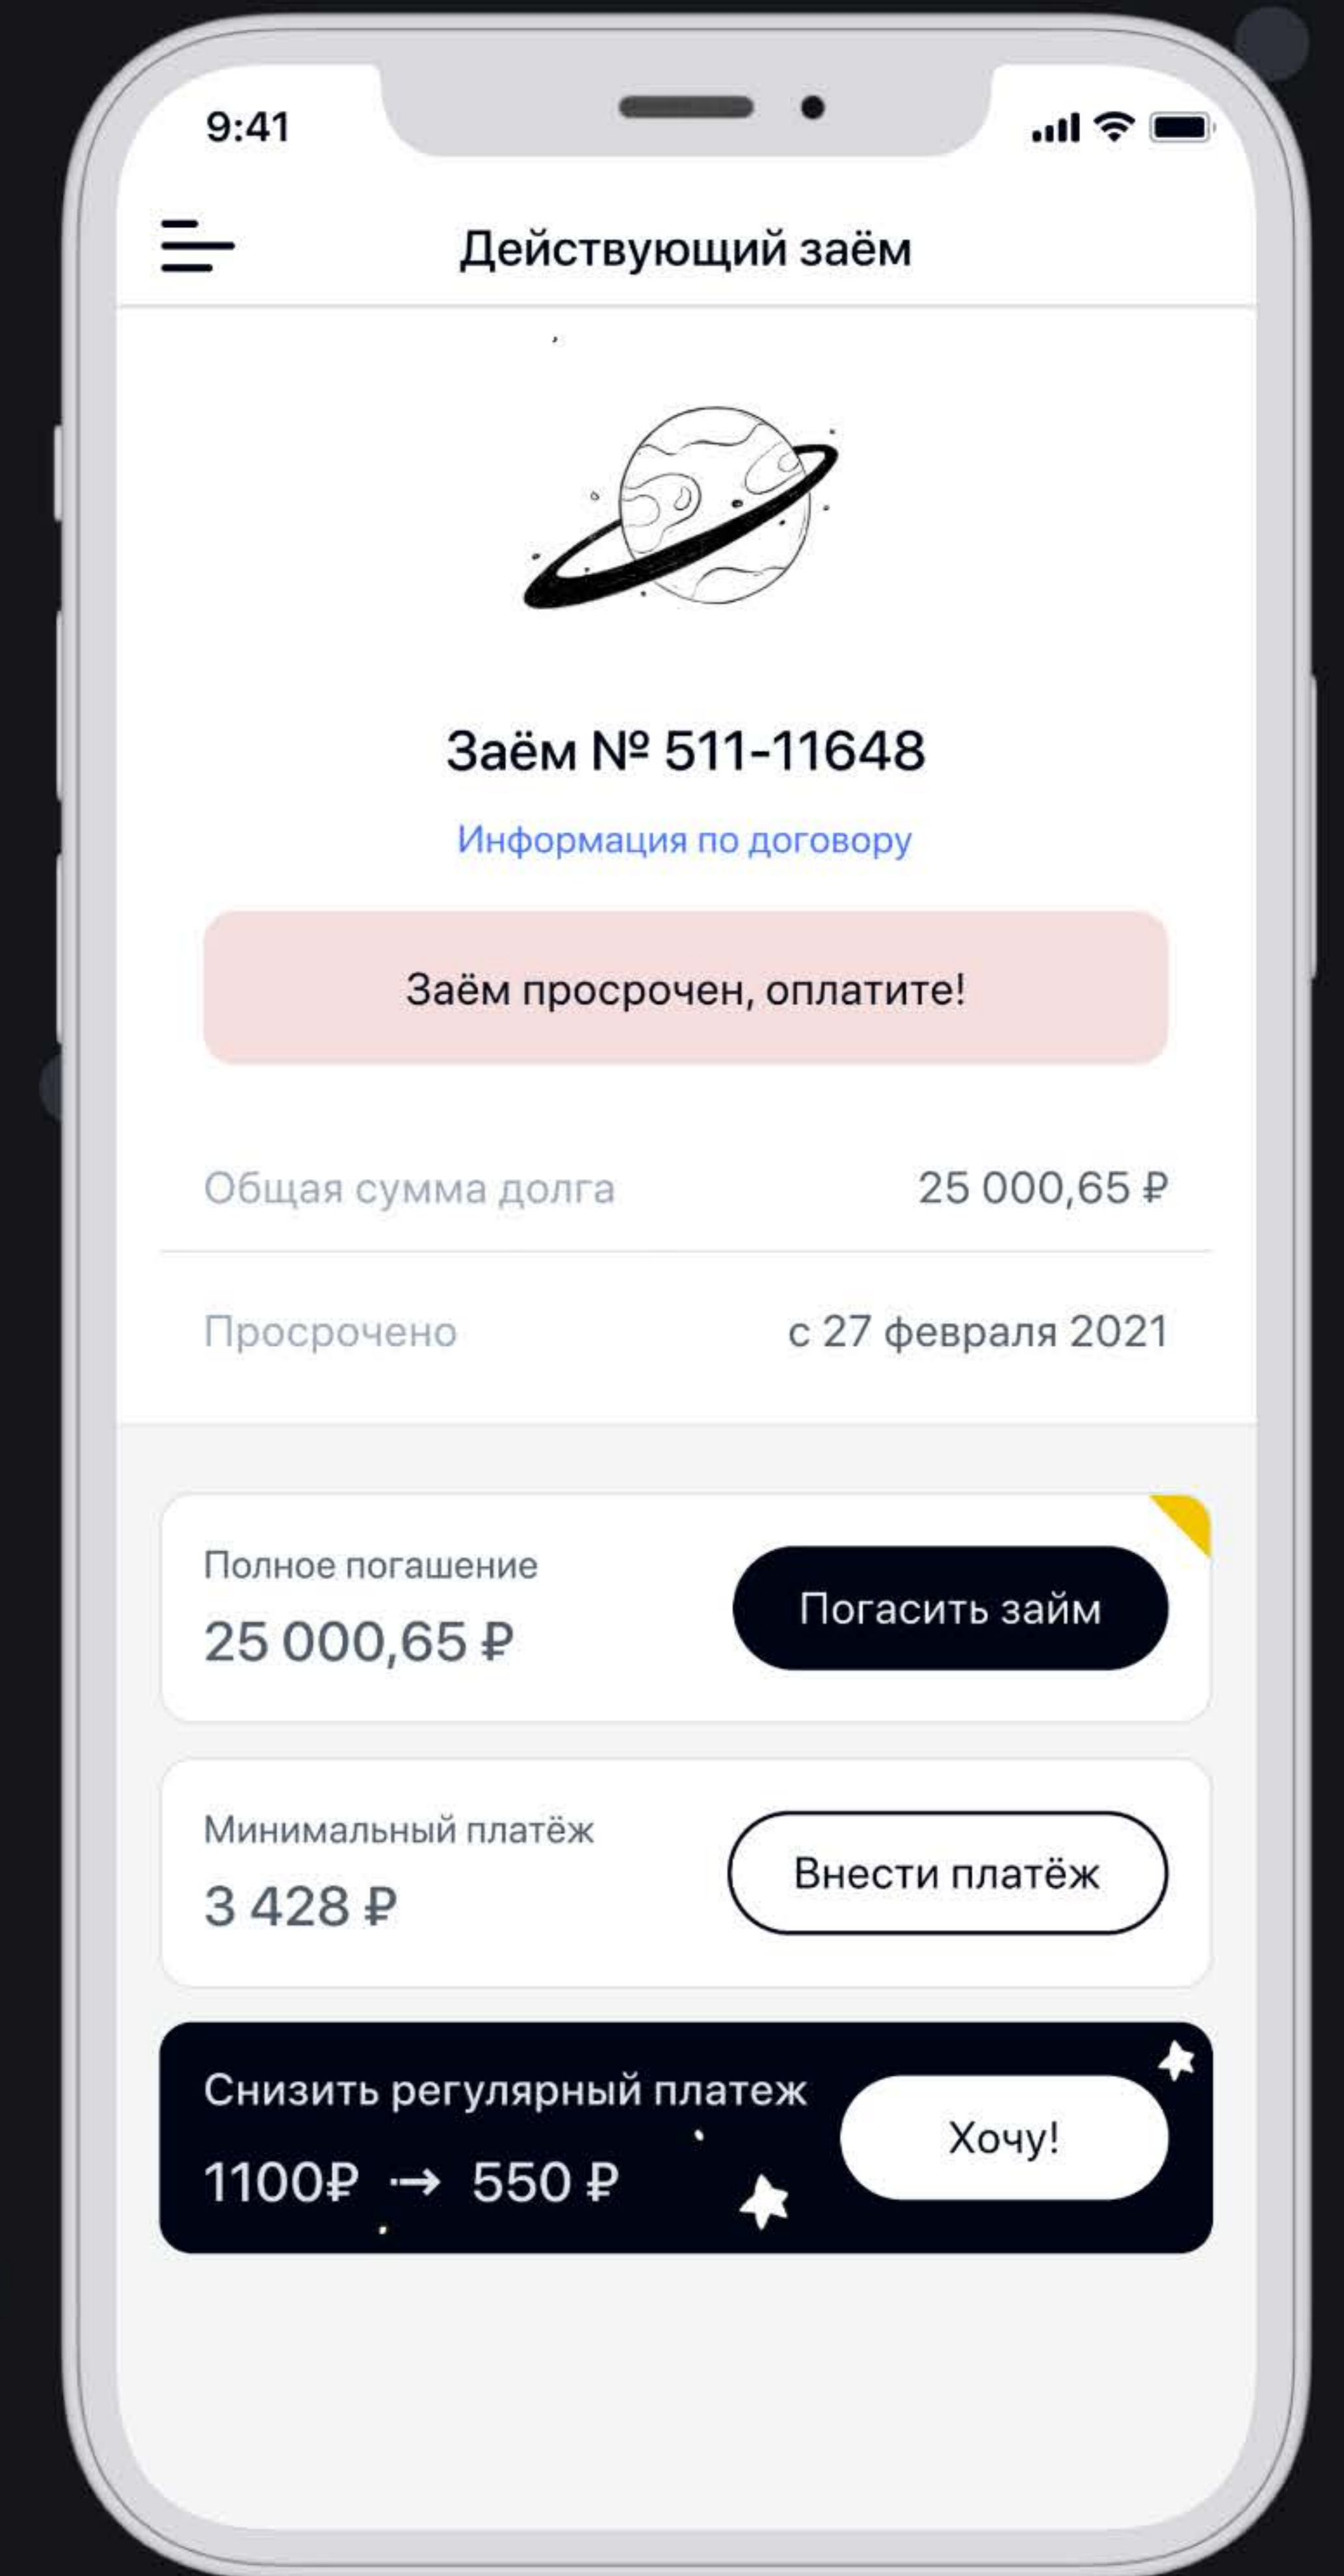 9:41
Действующий заём
Заём № 511-11648
Информация по договору
Заём просрочен, оплатите!
Общая сумма долга 25 000,65 ₽
Просрочено с 27 февраля 2021
Полное погашение
25 000,65 ₽
Погасить займ
Минимальный платёж
3 428 ₽
Внести платёж
Снизить регулярный платеж
1100₽ → 550 ₽
Хочу!